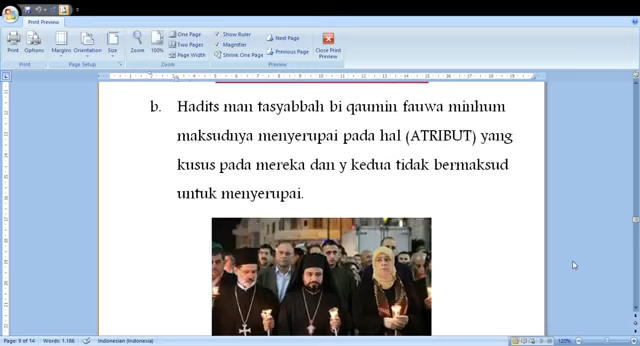 Print Preview
Print
Options
Margins
Orientation
Size
Zoom
100%
One Page
Two Pages
Page Width
Show Ruler
Magnifier
Shrink One Page
Next Page
Previous Page
Close Print
Preview
Print
Page Setup
Zoom
Preview
b. Hadits man tasyabbah bi qaumin fauwa minhum
maksudnya menyerupai pada hal (ATRIBUT) yang
kusus pada mereka dan y kedua tidak bermaksud
untuk menyerupai.
Page: 9 of 14
Words: 1.188
Indonesian (Indonesia)
120%